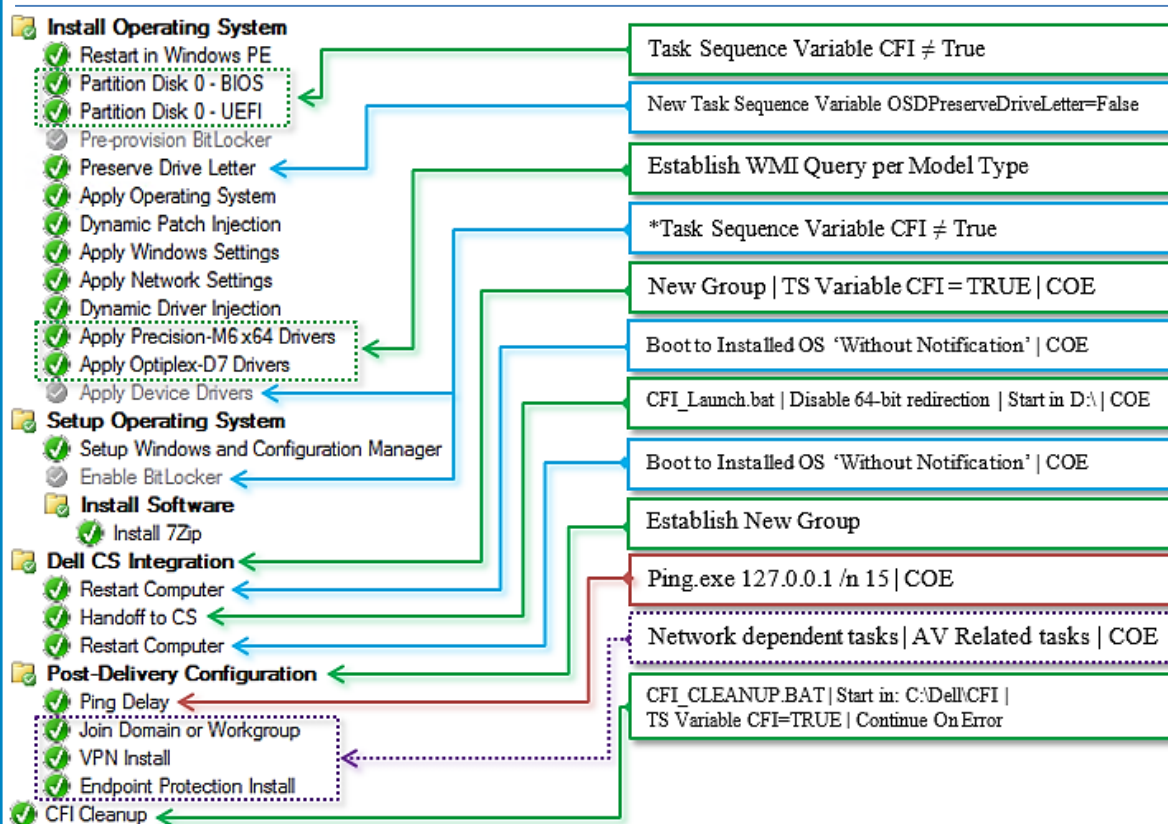 Install Operating System
Restart in Windows PE
Partition Disk 0 - BIOS
Partition Disk 0 - UEFI
Pre-provision BitLocker
Preserve Drive Letter
Apply Operating System
Dynamic Patch Injection
Apply Windows Settings
Apply Network Settings
Dynamic Driver Injection
Apply Precision-M6 x64 Drivers
Apply Optiplex-D7 Drivers
Apply Device Drivers
Setup Operating System
Setup Windows and Configuration Manager
Enable BitLocker
Install Software
Install 7Zip
Dell CS Integration
Restart Computer
Handoff to CS
Restart Computer
Post-Delivery Configuration
Ping Delay
Join Domain or Workgroup
VPN Install
Endpoint Protection Install
CFI Cleanup
Task Sequence Variable CFI ≠ True
New Task Sequence Variable OSDPreserveDriveLetter=False
Establish WMI Query per Model Type
*Task Sequence Variable CFI ≠ True
New Group | TS Variable CFI = TRUE | COE
Boot to Installed OS ‘Without Notification’ | COE
CFI_Launch.bat | Disable 64-bit redirection | Start in D:\ | COE
Boot to Installed OS ‘Without Notification’ | COE
Establish New Group
Ping.exe 127.0.0.1 /n 15 | COE
Network dependent tasks | AV Related tasks | COE
CFI_CLEANUP.BAT | Start in: C:\Dell\CFI |
TS Variable CFI=TRUE | Continue On Error